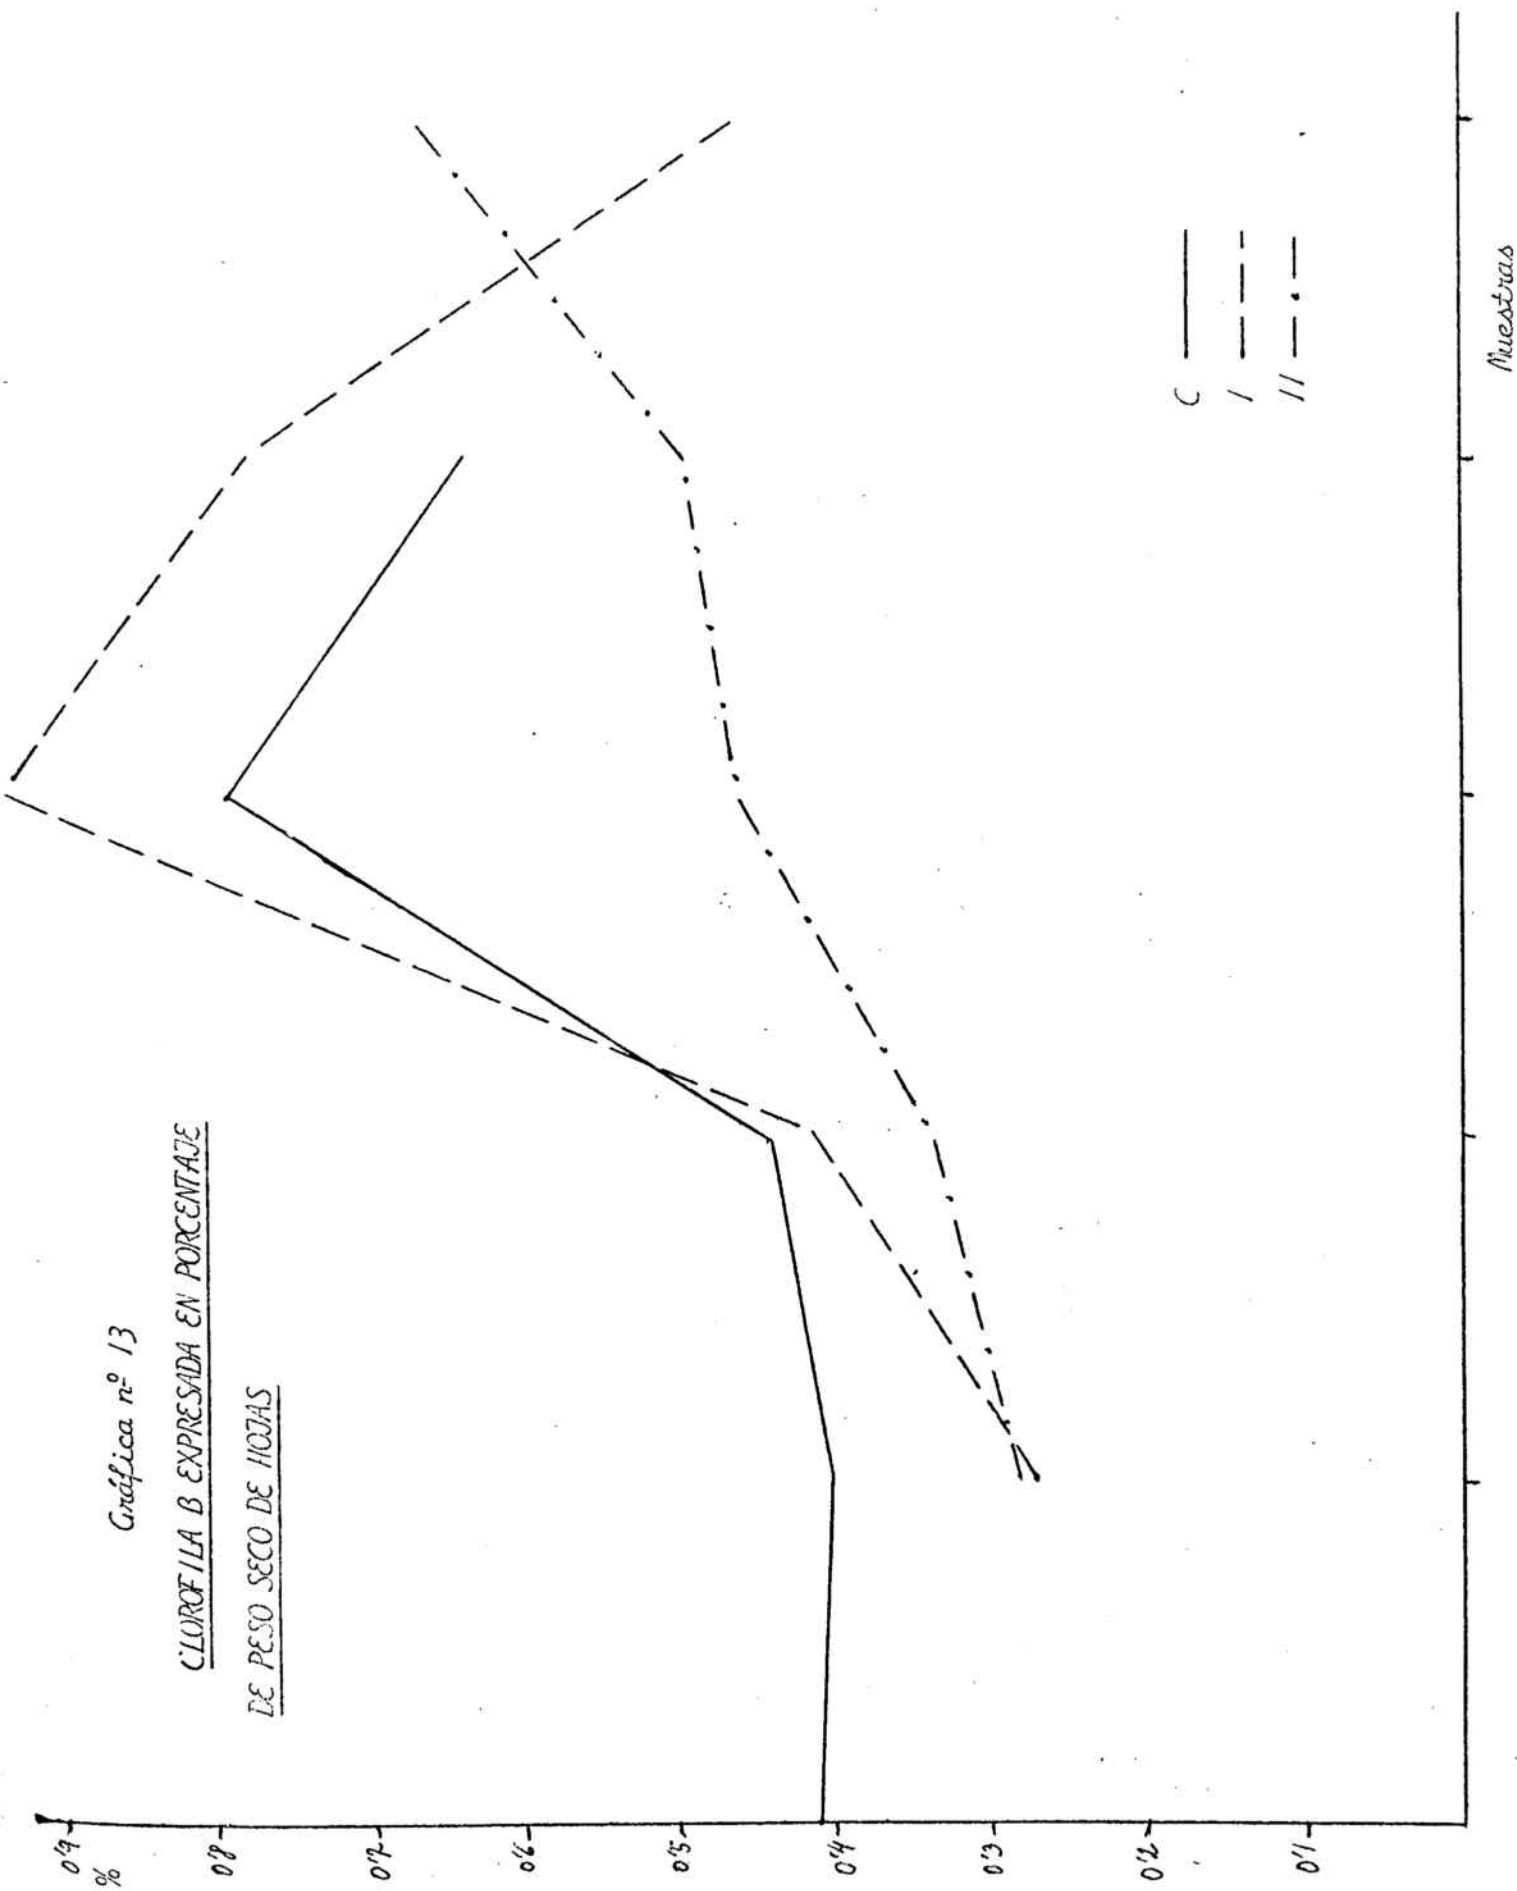 Gráfica nº 13
CLOROFILA B EXPRESADA EN PORCENTAJE
DE PESO SECO DE HOJAS
0'9
%
0'8
0'7
0'6
0'5
0'4
0'3
0'2
0'1
C
I
II
Muestras